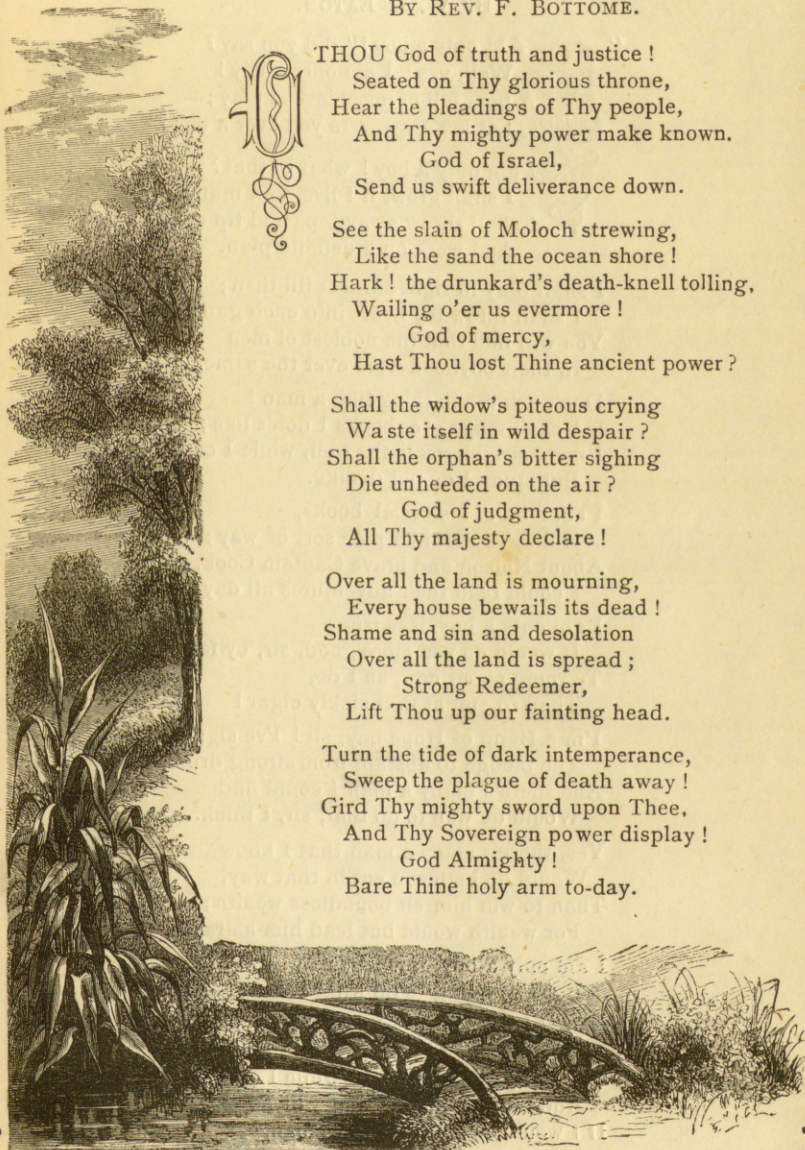 By Rev. F. Bottome.
O THOU God of truth and justice !
Seated on Thy glorious throne,
Hear the pleadings of Thy people,
And Thy mighty power make known.
God of Israel,
Send us swift deliverance down.
See the slain of Moloch strewing,
Like the sand the ocean shore !
Hark ! the drunkard's death-knell tolling,
Wailing o'er us evermore !
God of mercy,
Hast Thou lost Thine ancient power ?
Shall the widow's piteous crying
Wa ste itself in wild despair ?
Shall the orphan's bitter sighing
Die unheeded on the air ?
God of judgment,
All Thy majesty declare !
Over all the land is mourning,
Every house bewails its dead !
Shame and sin and desolation
Over all the land is spread ;
Strong Redeemer,
Lift Thou up our fainting head.
Turn the tide of dark intemperance,
Sweep the plague of death away !
Gird Thy mighty sword upon Thee,
And Thy Sovereign power display !
God Almighty !
Bare Thine holy arm to-day.